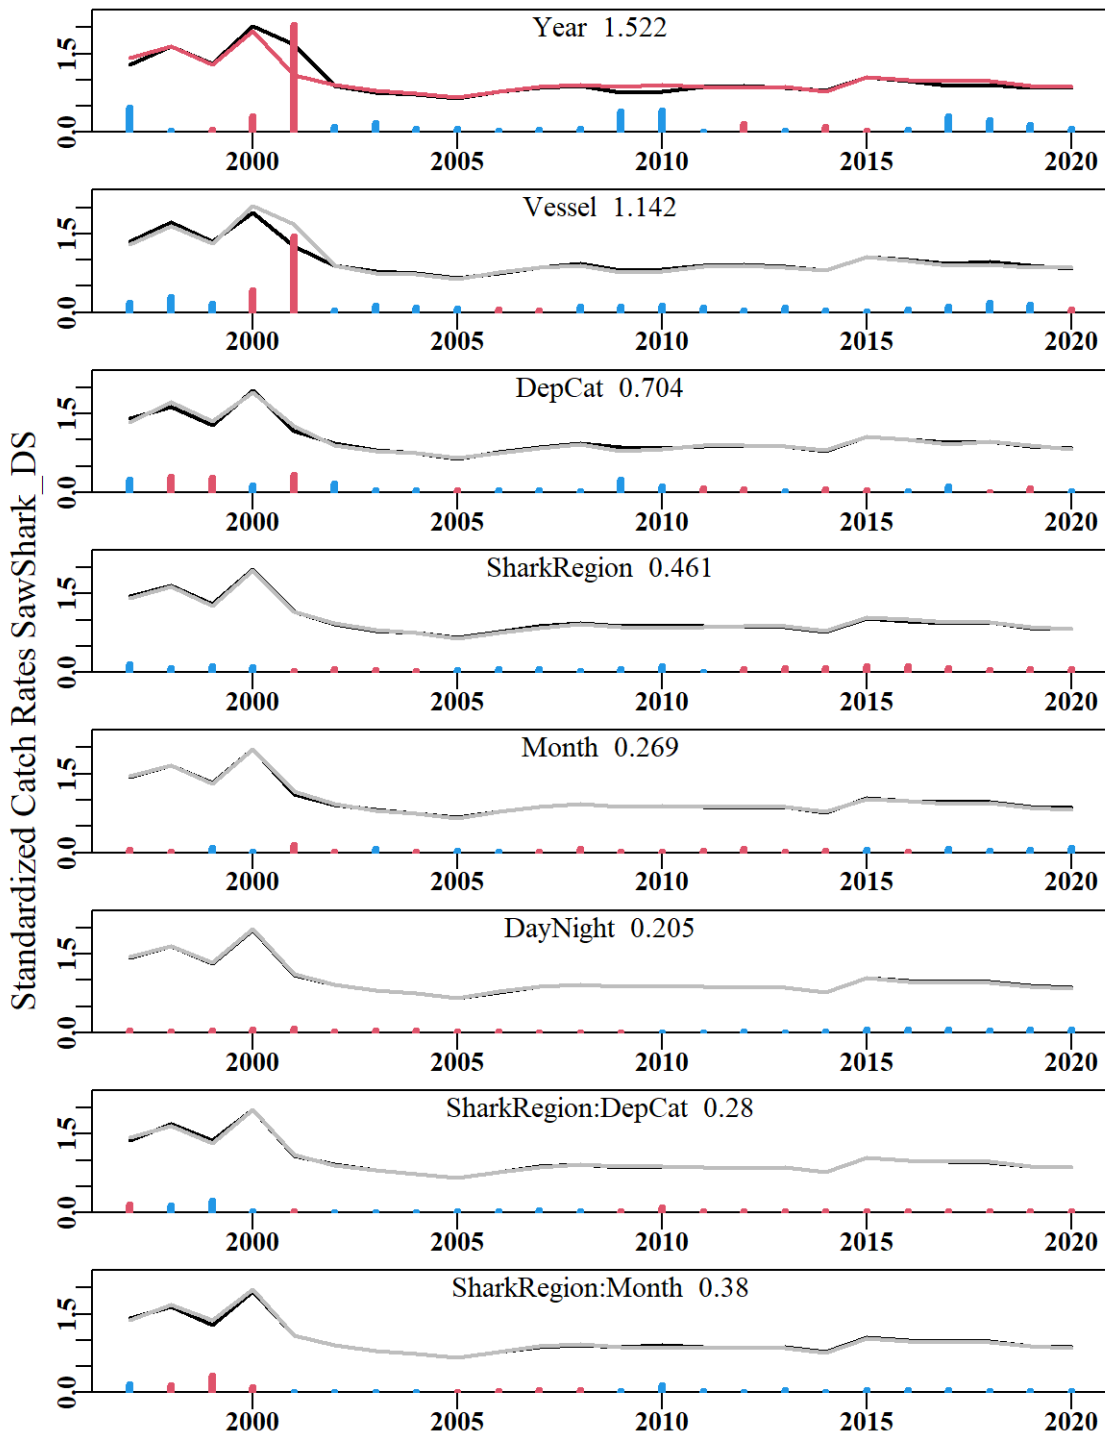 Standardized Catch Rates SawShark_DS
Year 1.522
0.0 1.5
2000 2005 2010 2015 2020
Vessel 1.142
0.0 1.5
2000 2005 2010 2015 2020
DepCat 0.704
0.0 1.5
2000 2005 2010 2015 2020
SharkRegion 0.461
0.0 1.5
2000 2005 2010 2015 2020
Month 0.269
0.0 1.5
2000 2005 2010 2015 2020
DayNight 0.205
0.0 1.5
2000 2005 2010 2015 2020
SharkRegion:DepCat 0.28
0.0 1.5
2000 2005 2010 2015 2020
SharkRegion:Month 0.38
0.0 1.5
2000 2005 2010 2015 2020